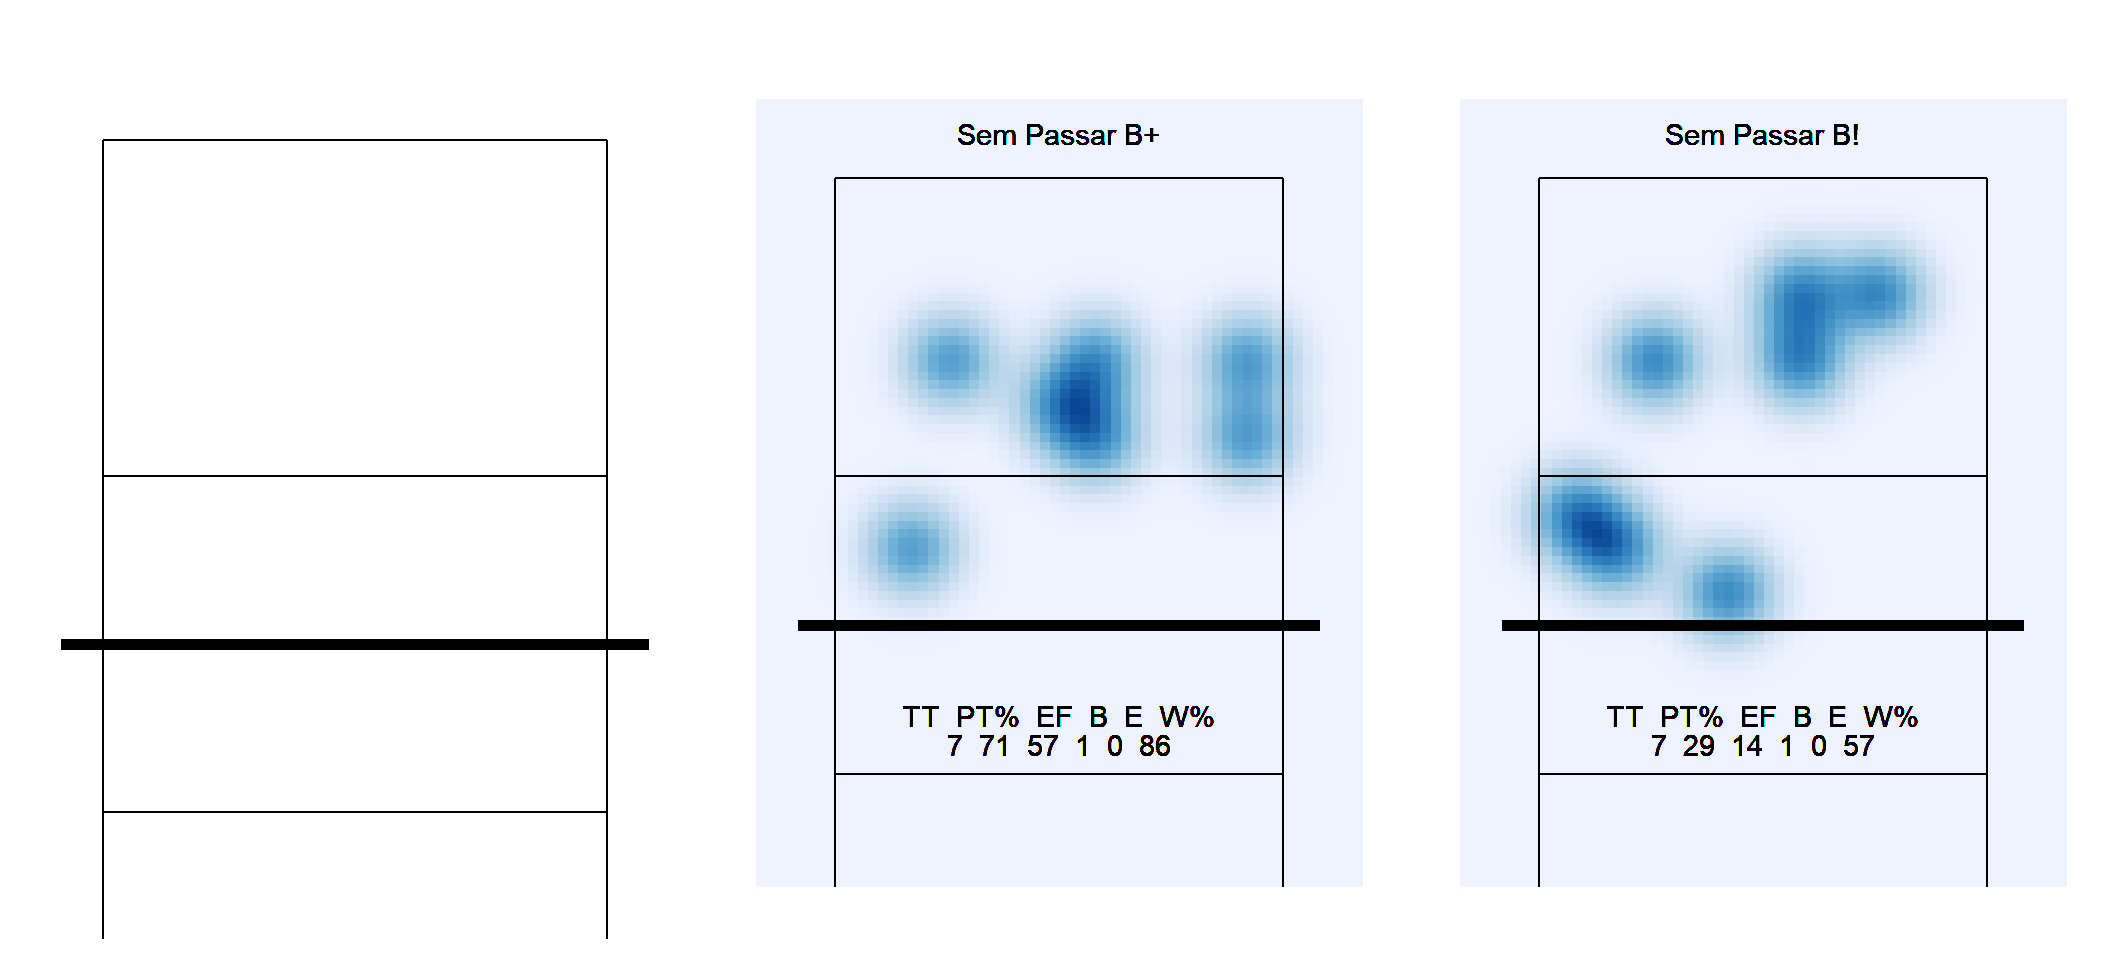 Sem Passar B+
TT PT% EF B E W%
7 71 57 1 0 86
Sem Passar B!
TT PT% EF B E W%
7 29 14 1 0 57